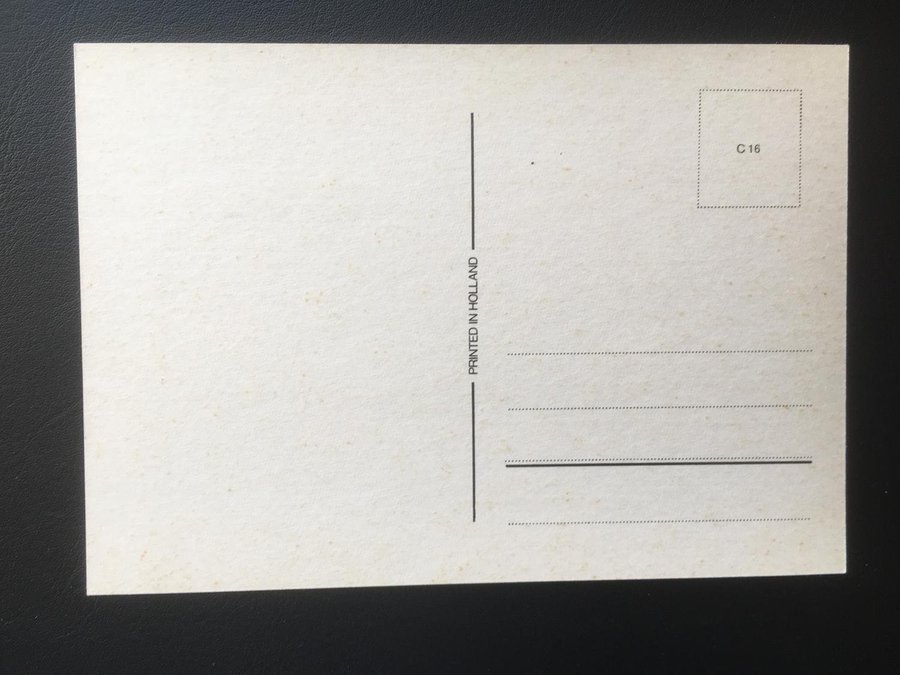 PRINTED IN HOLLAND
C 16